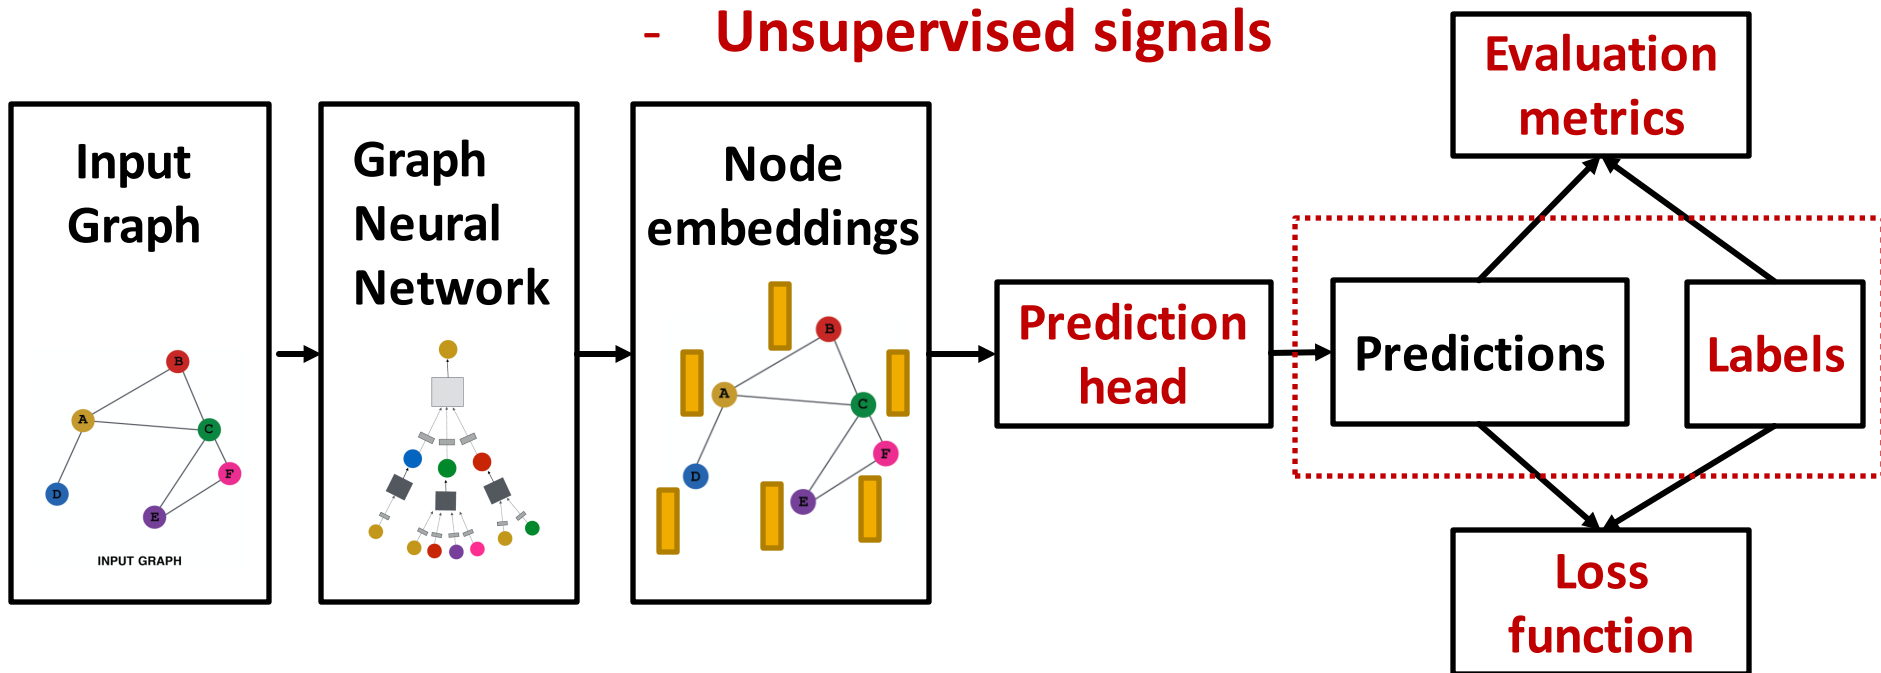 - Unsupervised signals
Input
Graph
B
A
C
F
D
E
INPUT GRAPH
Graph
Neural
Network
Node
embeddings
B
A
C
F
D
E
Prediction
head
Predictions
Labels
Evaluation
metrics
Loss
function